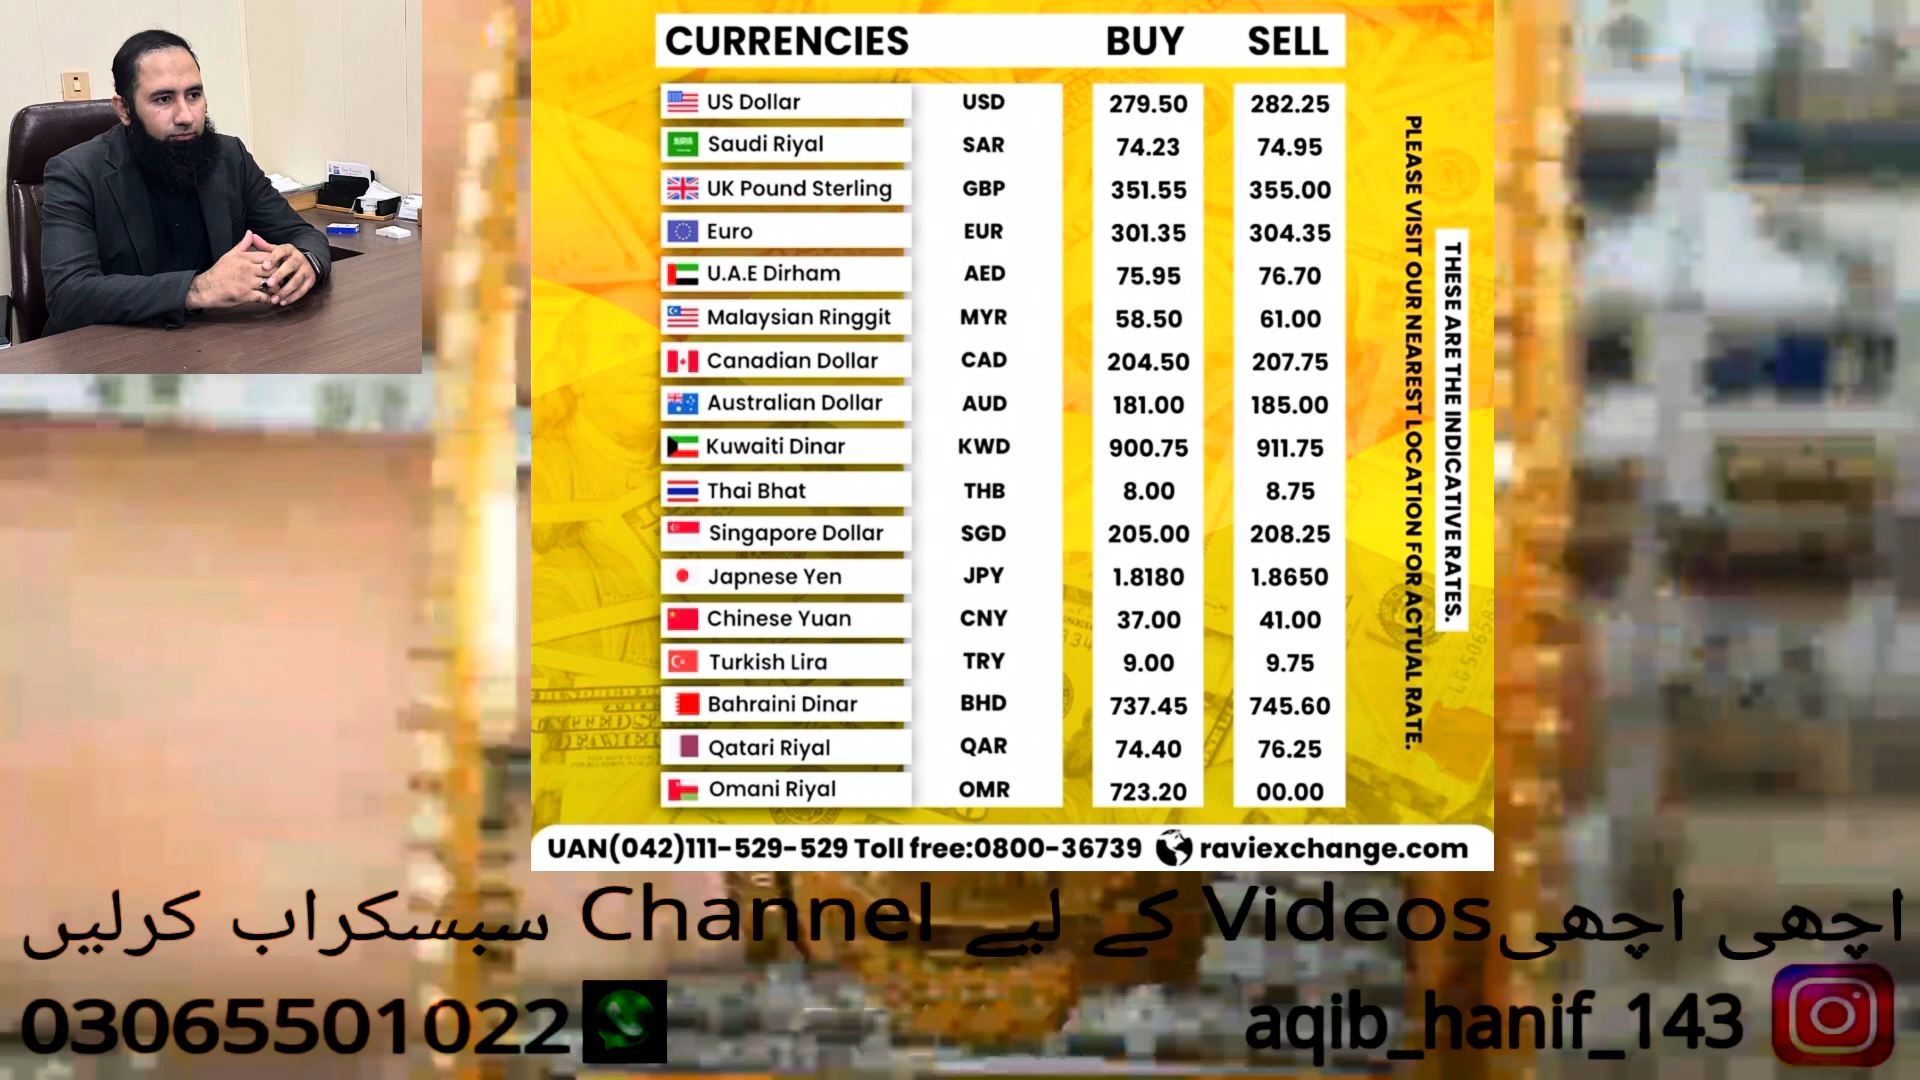 CURRENCIES BUY SELL
US Dollar USD 279.50 282.25
Saudi Riyal SAR 74.23 74.95
UK Pound Sterling GBP 351.55 355.00
Euro EUR 301.35 304.35
U.A.E Dirham AED 75.95 76.70
Malaysian Ringgit MYR 58.50 61.00
Canadian Dollar CAD 204.50 207.75
Australian Dollar AUD 181.00 185.00
Kuwaiti Dinar KWD 900.75 911.75
Thai Bhat THB 8.00 8.75
Singapore Dollar SGD 205.00 208.25
Japnese Yen JPY 1.8180 1.8650
Chinese Yuan CNY 37.00 41.00
Turkish Lira TRY 9.00 9.75
Bahraini Dinar BHD 737.45 745.60
Qatari Riyal QAR 74.40 76.25
Omani Riyal OMR 723.20 00.00
THESE ARE THE INDICATIVE RATES.
PLEASE VISIT OUR NEAREST LOCATION FOR ACTUAL RATE.
UAN(042)111-529-529 Toll free:0800-36739 raviexchange.com
اچھی اچھی Videos کے لیے Channel سبسکراب کرلیں
03065501022
aqib_hanif_143